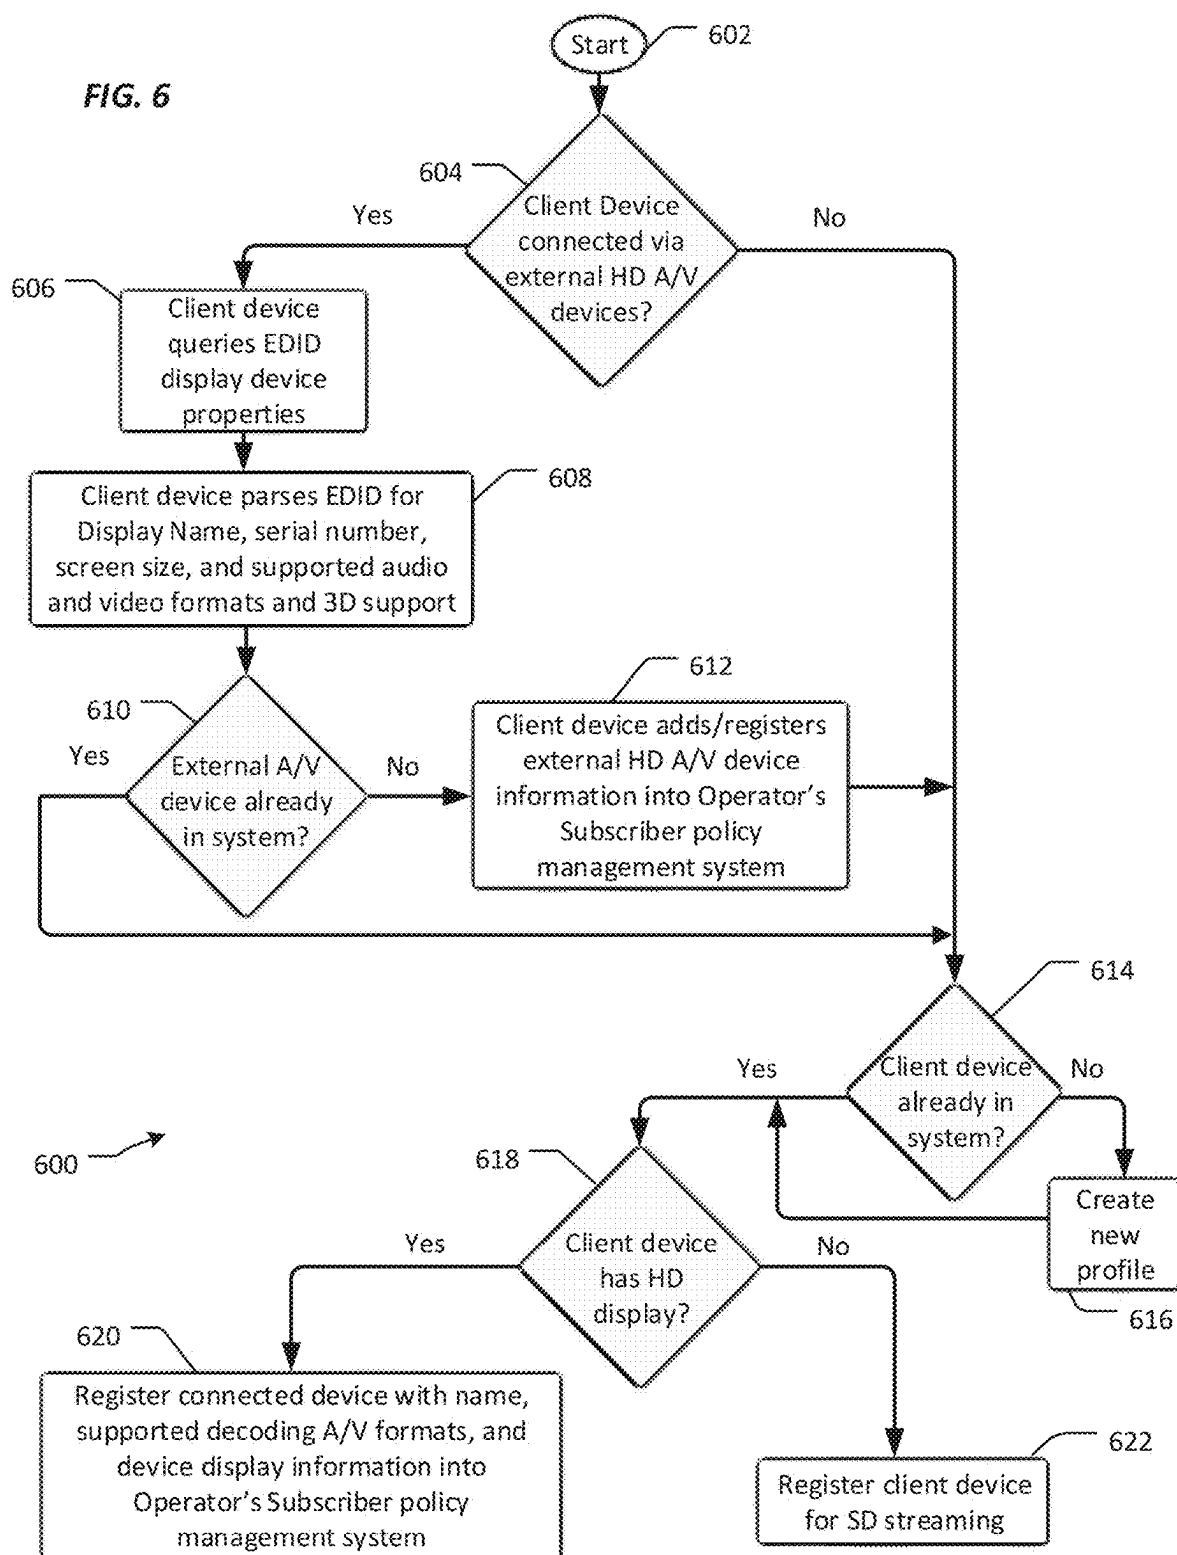 Start
602
FIG. 6
604
Client Device
connected via
external HD A/V
devices?
Yes
No
606
Client device
queries EDID
display device
properties
608
Client device parses EDID for
Display Name, serial number,
screen size, and supported audio
and video formats and 3D support
610
Yes
External A/V
device already
in system?
No
612
Client device adds/registers
external HD A/V device
information into Operator's
Subscriber policy
management system
614
Yes
Client device
already in
system?
No
600
618
Create
new
profile
616
Yes
Client device
has HD
display?
No
620
Register connected device with name,
supported decoding A/V formats, and
device display information into
Operator's Subscriber policy
management system
622
Register client device
for SD streaming